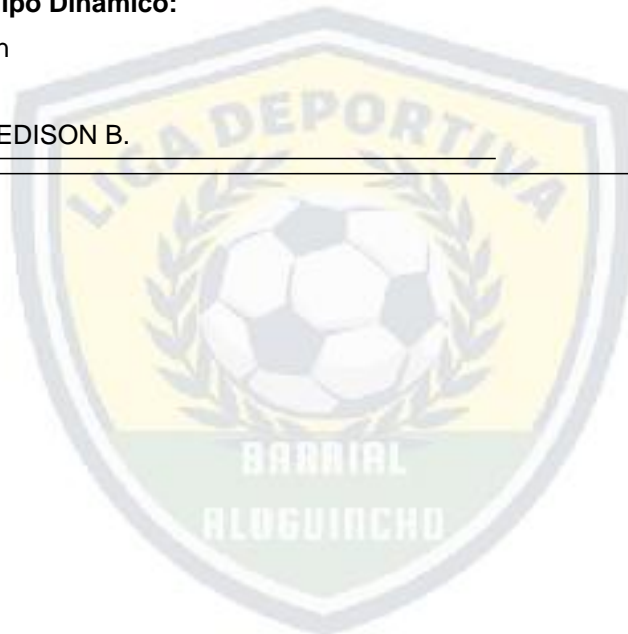 ipo Dinámico:
n
EDISON B.
LIGA DEPORTIVA
BARRIAL
ALUGUINCHO